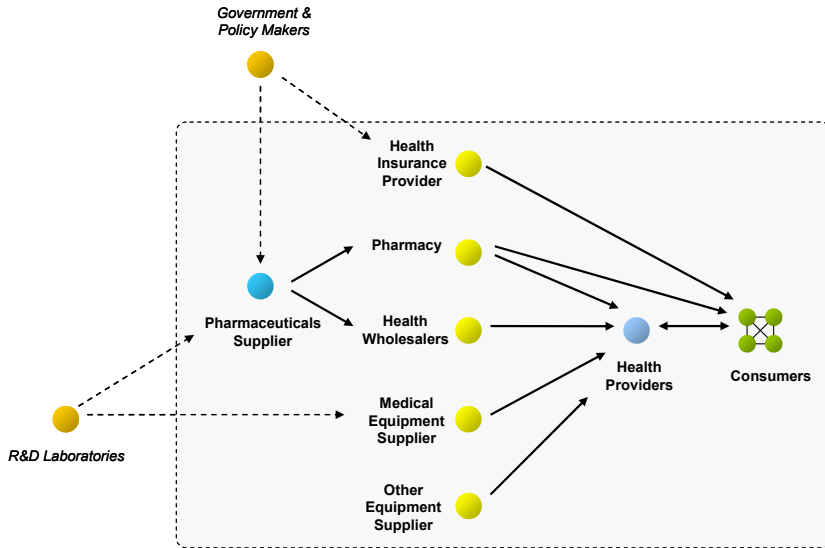 Government &
Policy Makers
Health
Insurance
Provider
Pharmacy
Pharmaceuticals
Supplier
Health
Wholesalers
Health
Providers
Consumers
Medical
Equipment
Supplier
R&D Laboratories
Other
Equipment
Supplier